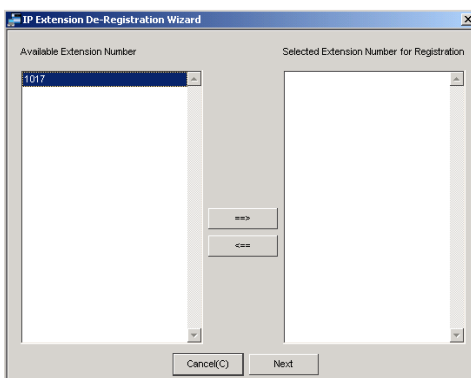 IP Extension De-Registration Wizard
Available Extension Number
Selected Extension Number for Registration
1017
==>
<==
Cancel(C)
Next